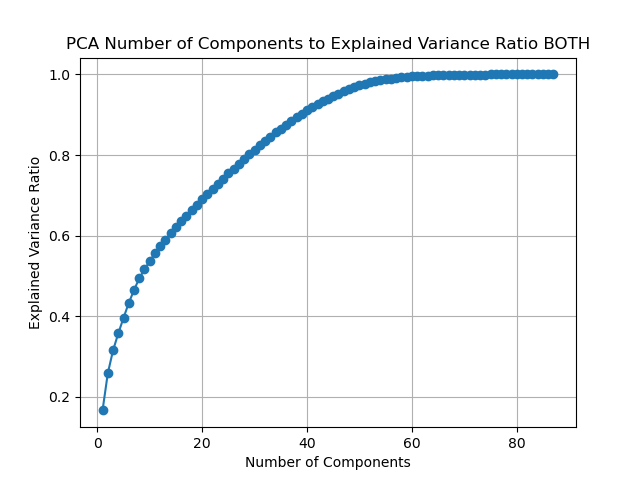 PCA Number of Components to Explained Variance Ratio BOTH
1.0
0.8
0.6
0.4
0.2
Explained Variance Ratio
0 20 40 60 80
Number of Components